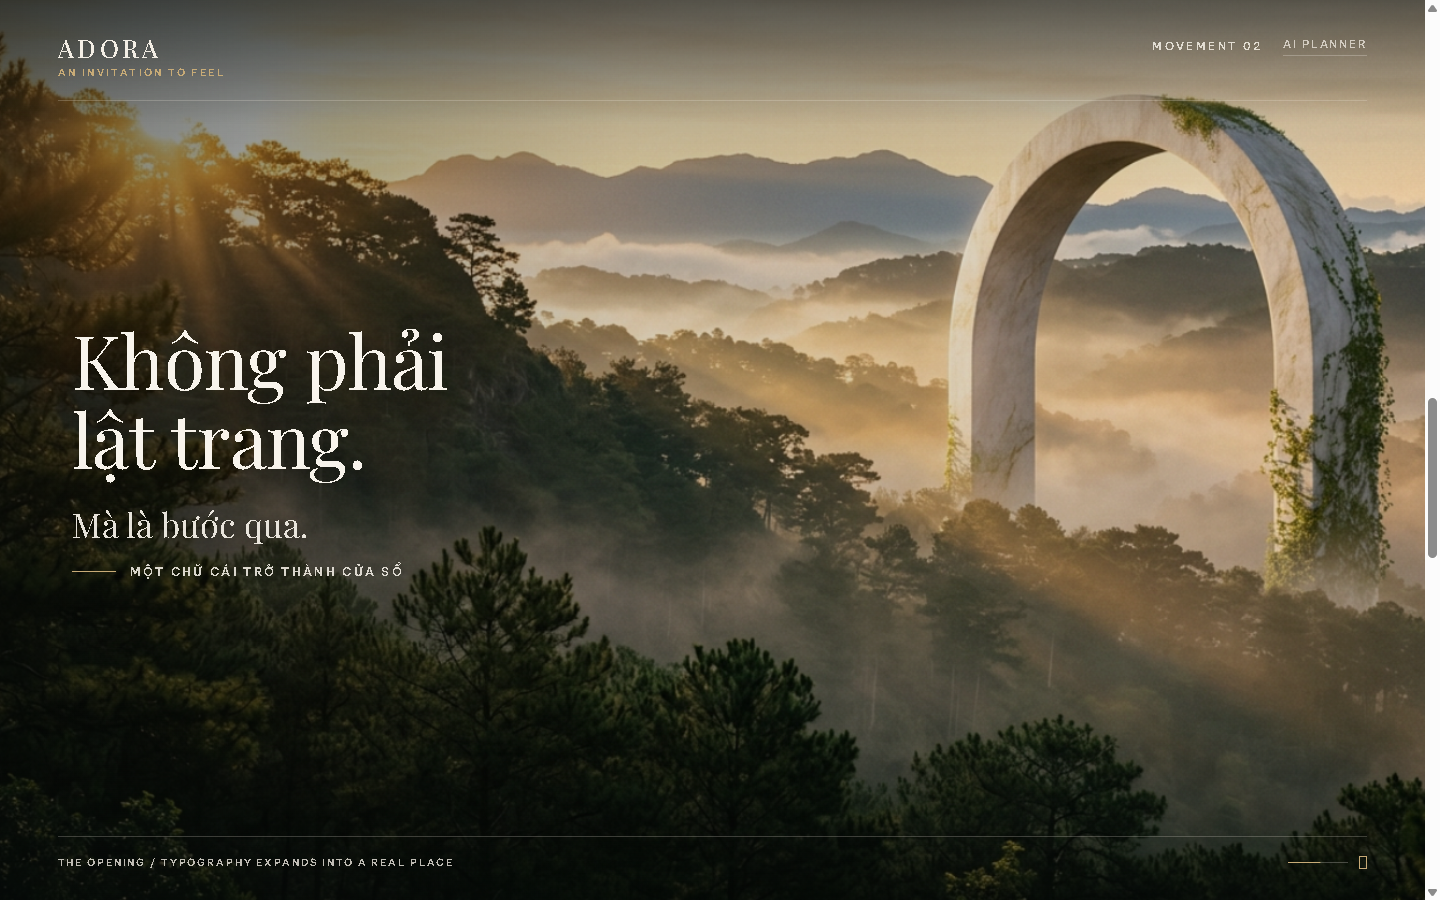 ADORA
AN INVITATION TO FEEL
MOVEMENT 02
AI PLANNER
Không phải
lật trang.
Mà là bước qua.
MỘT CHỮ CÁI TRỞ THÀNH CỬA SỔ
THE OPENING / TYPOGRAPHY EXPANDS INTO A REAL PLACE